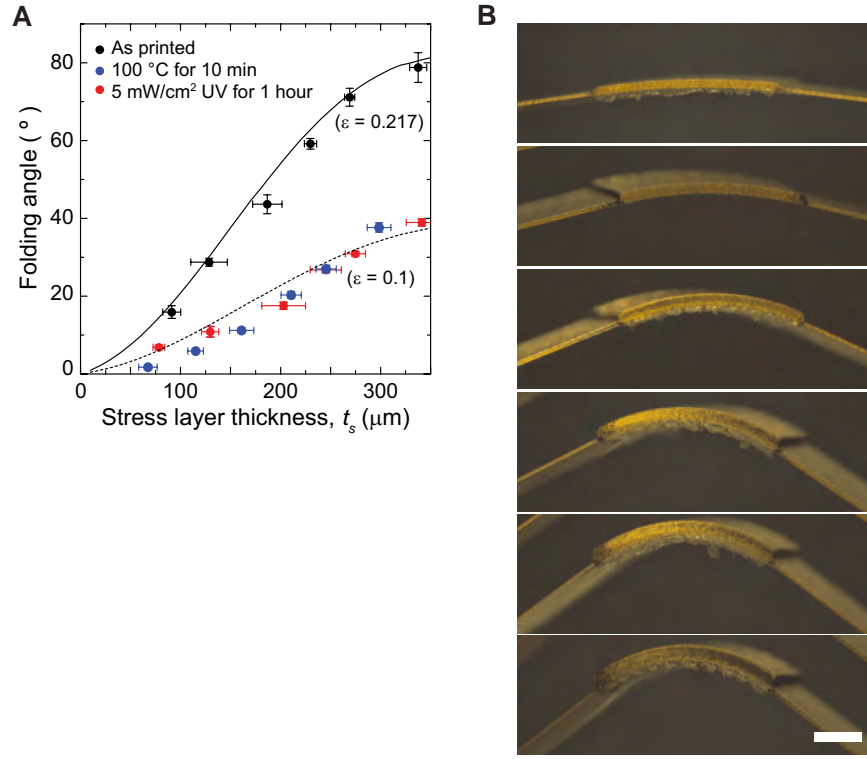 A
B
Folding angle ( º )
80
60
40
20
0
As printed
100 °C for 10 min
5 mW/cm² UV for 1 hour
(ε = 0.217)
(ε = 0.1)
0 100 200 300
Stress layer thickness, tₛ (μm)